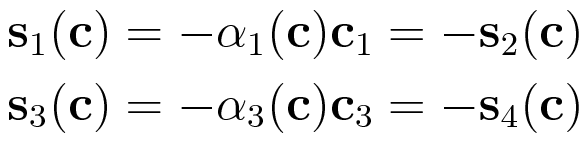 s₁(c) = −α₁(c)c₁ = −s₂(c)
s₃(c) = −α₃(c)c₃ = −s₄(c)